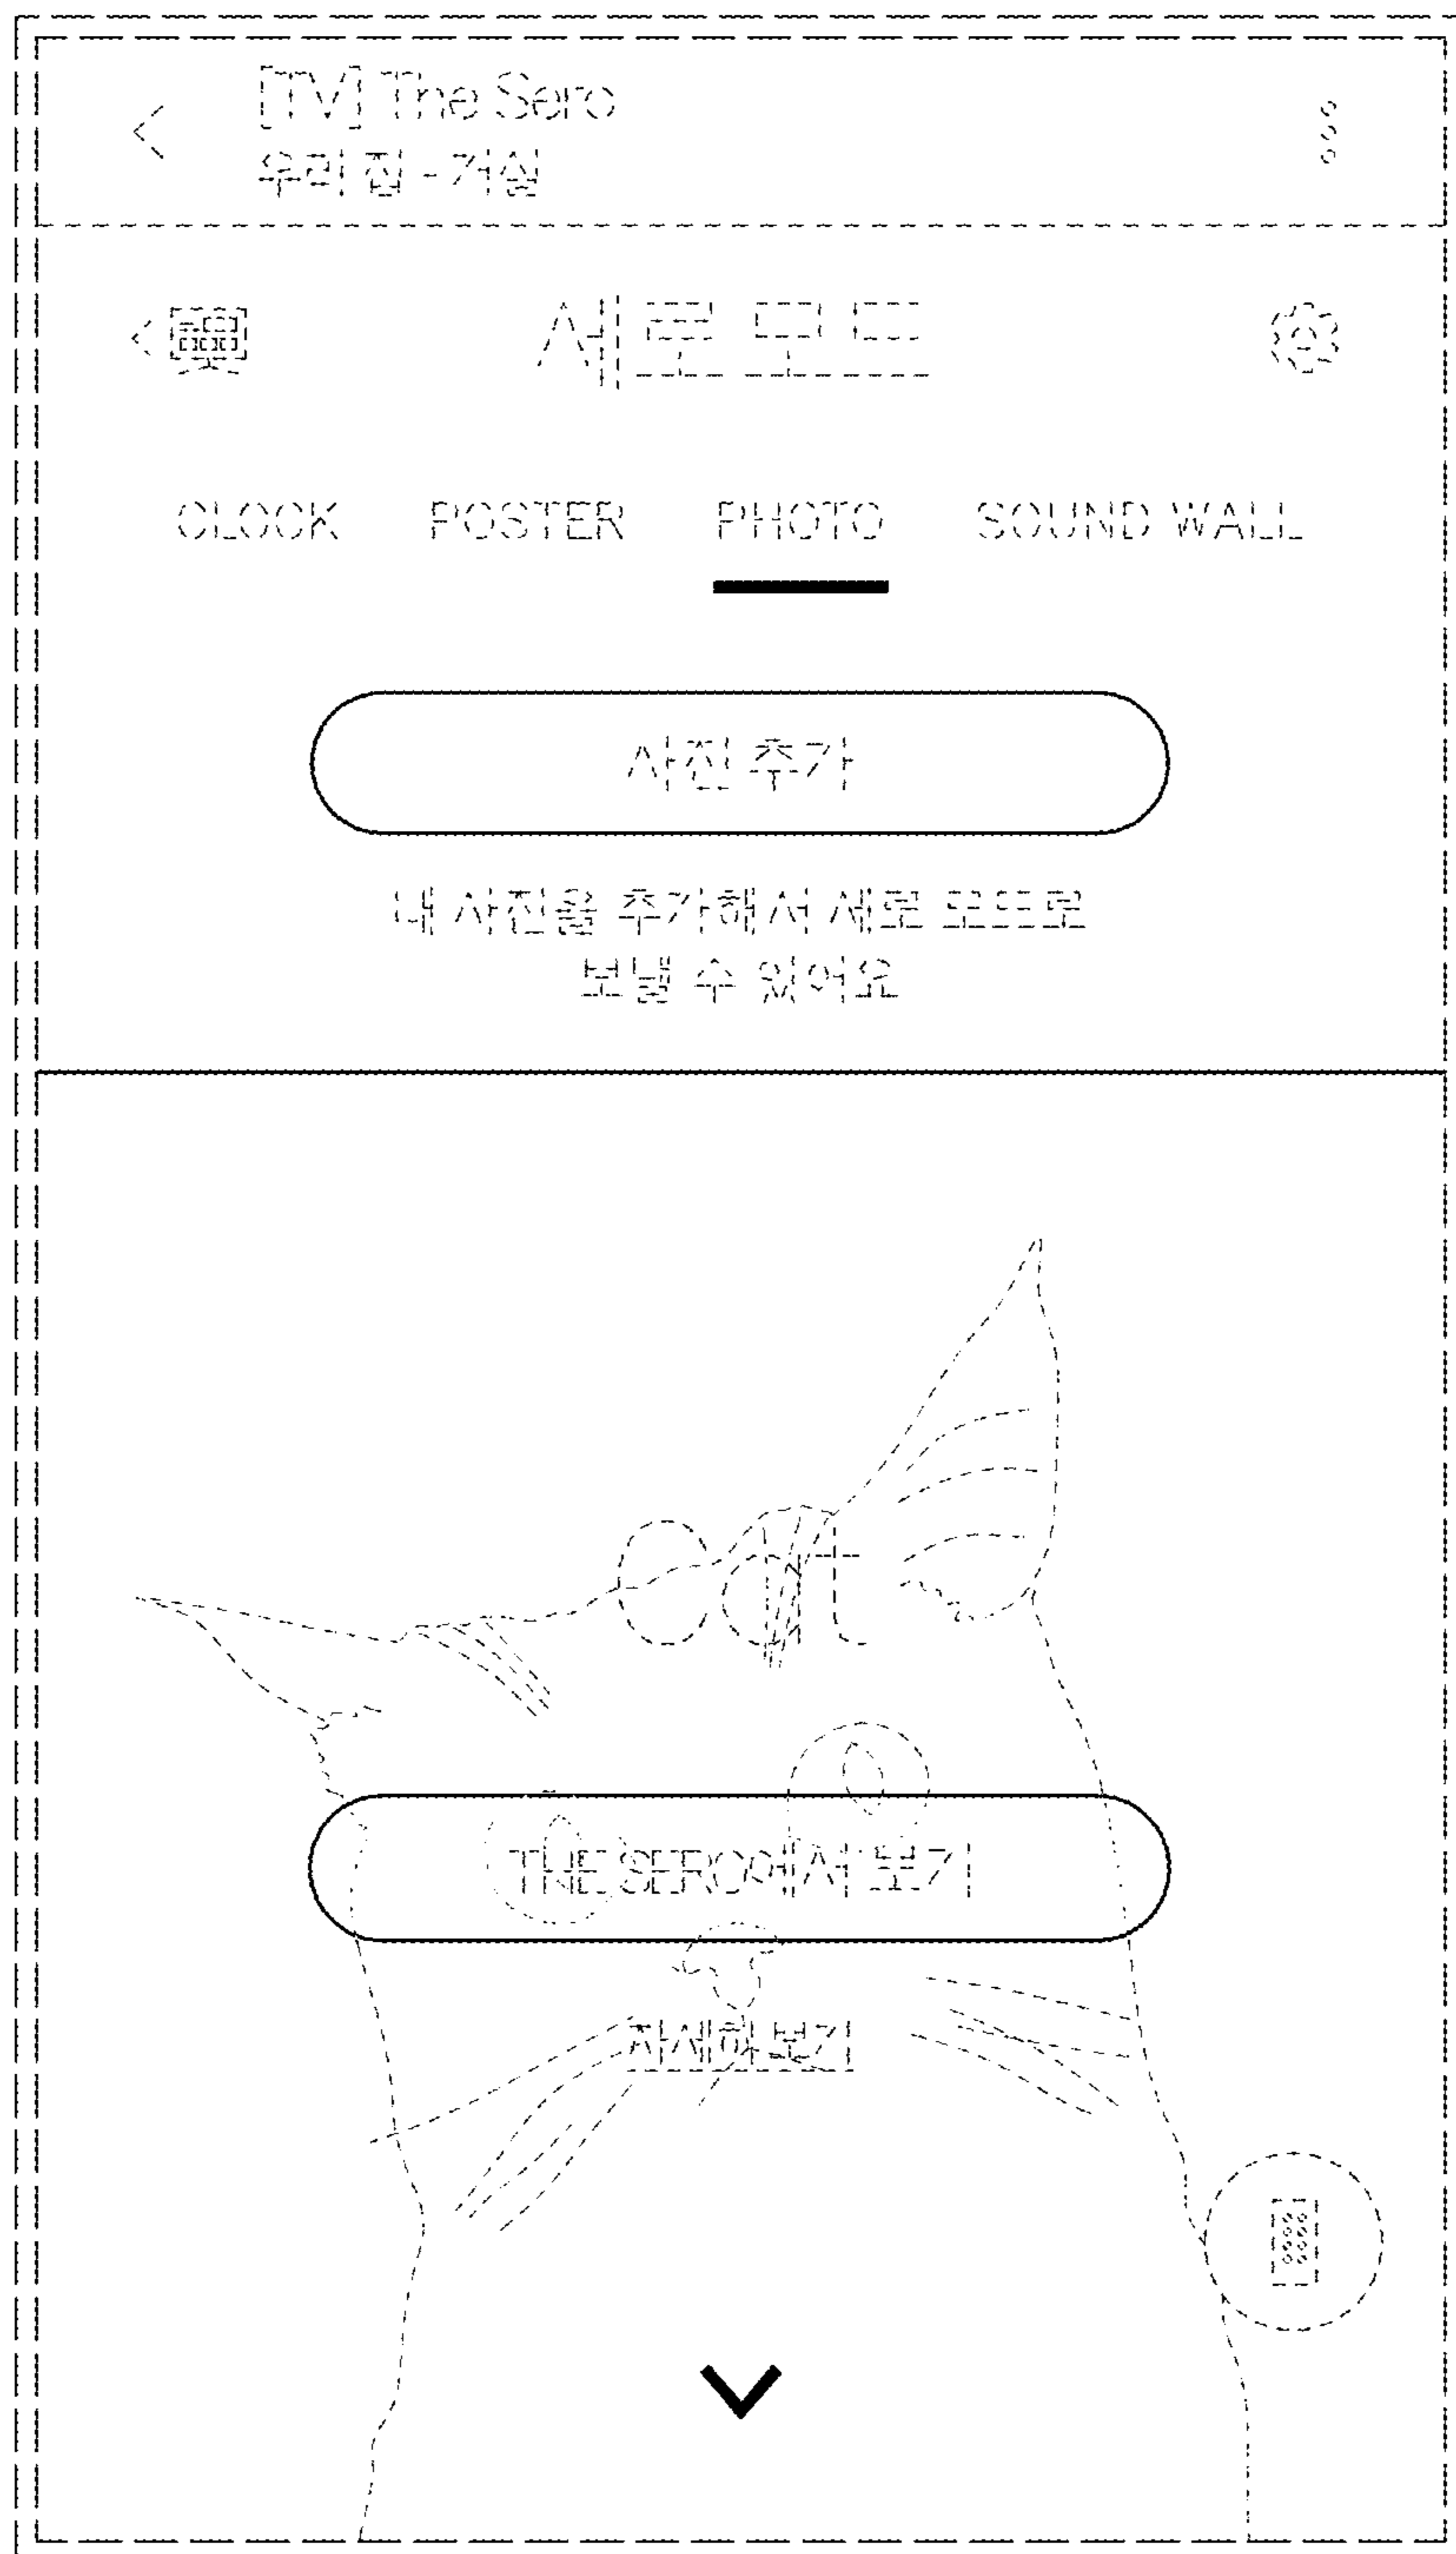 [TV] The Sero
우리 집 - 거실
세로 모드
CLOCK POSTER PHOTO SOUND WALL
사진 추가
내 사진을 추가해서 세로 모드로
보낼 수 있어요
cat
THE SERO에서 보기
자세히 보기